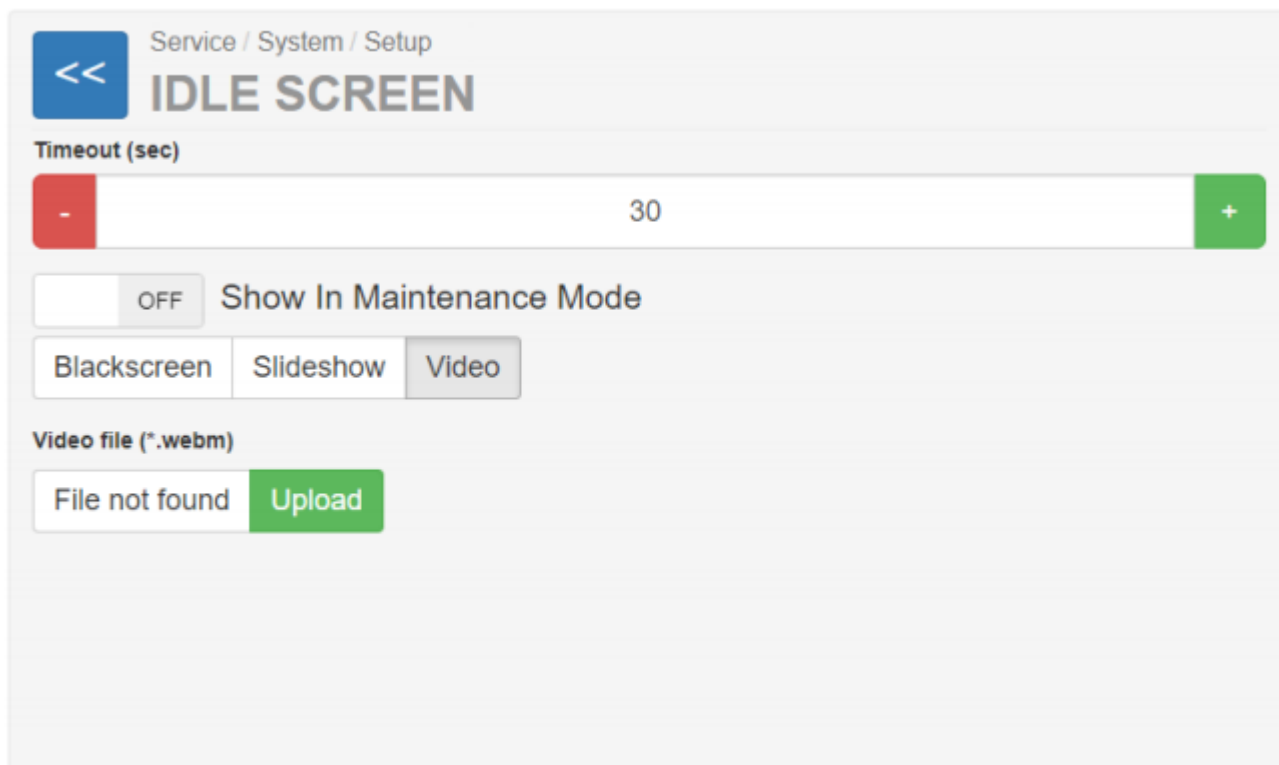 <<
Service / System / Setup
IDLE SCREEN
Timeout (sec)
- 30 +
OFF Show In Maintenance Mode
Blackscreen Slideshow Video
Video file (*.webm)
File not found Upload